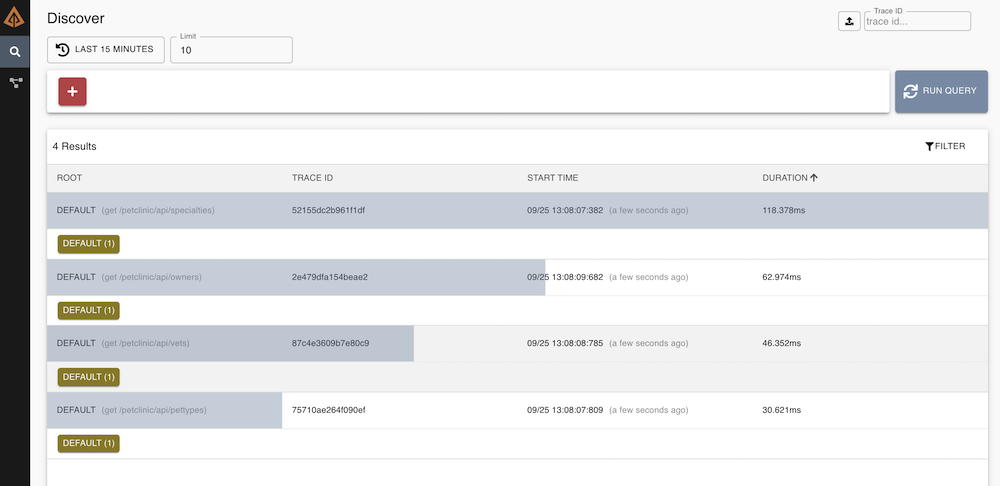 Discover
Trace ID
trace id...
LAST 15 MINUTES
Limit
10
RUN QUERY
4 Results
FILTER
ROOT TRACE ID START TIME DURATION
DEFAULT (get /petclinic/api/specialties) 52155dc2b961f1df 09/25 13:08:07:382 (a few seconds ago) 118.378ms
DEFAULT (1)
DEFAULT (get /petclinic/api/owners) 2e479dfa154beae2 09/25 13:08:09:682 (a few seconds ago) 62.974ms
DEFAULT (1)
DEFAULT (get /petclinic/api/vets) 87c4e3609b7e80c9 09/25 13:08:08:785 (a few seconds ago) 46.352ms
DEFAULT (1)
DEFAULT (get /petclinic/api/pettypes) 75710ae264f090ef 09/25 13:08:07:809 (a few seconds ago) 30.621ms
DEFAULT (1)